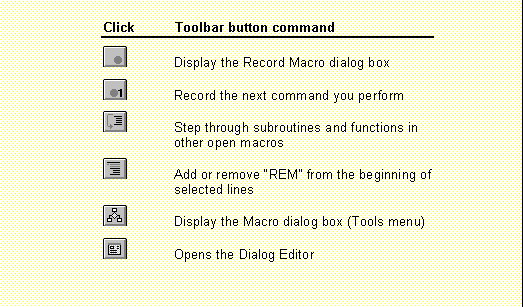 Click Toolbar button command
Display the Record Macro dialog box
1 Record the next command you perform
Step through subroutines and functions in
other open macros
Add or remove "REM" from the beginning of
selected lines
Display the Macro dialog box (Tools menu)
Opens the Dialog Editor